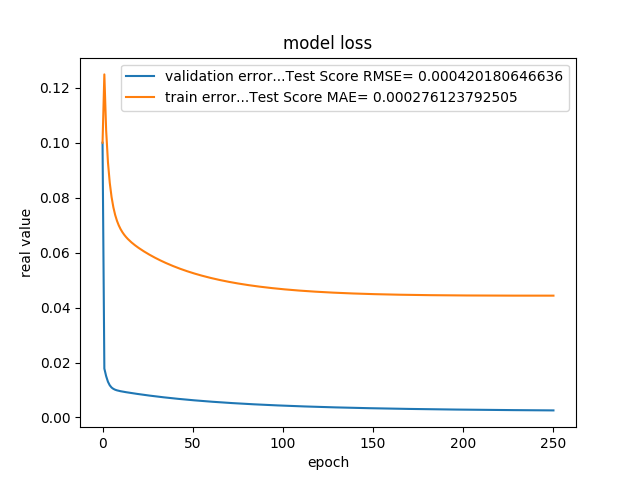 model loss
validation error...Test Score RMSE= 0.000420180646636
train error...Test Score MAE= 0.000276123792505
real value
0.12
0.10
0.08
0.06
0.04
0.02
0.00
0 50 100 150 200 250
epoch